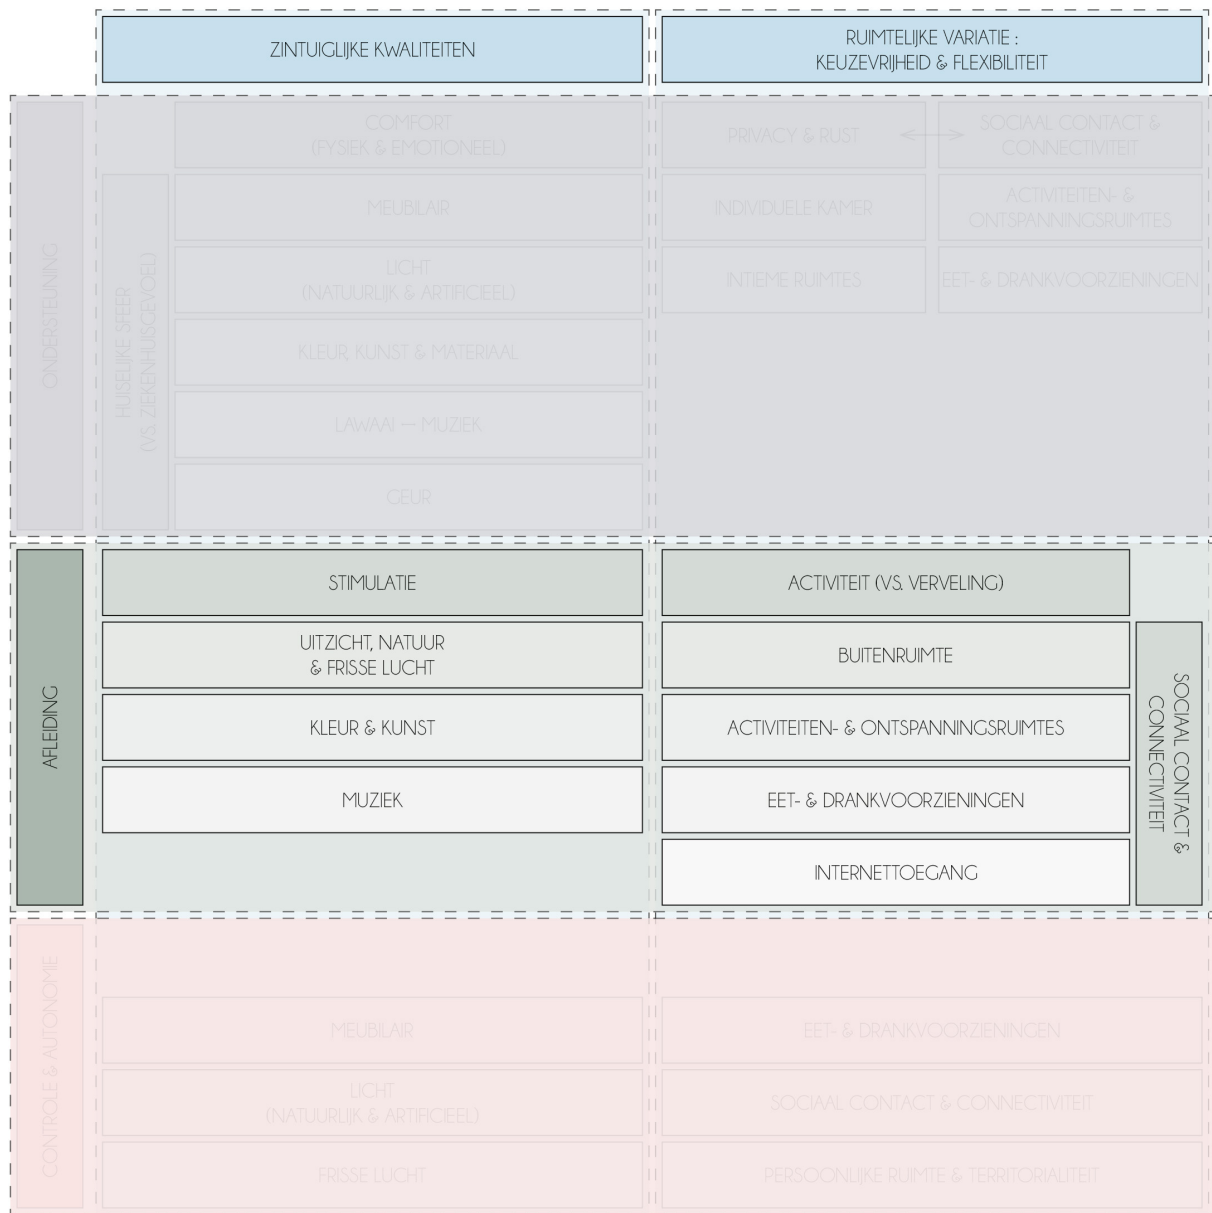 ZINTUIGLIJKE KWALITEITEN
RUIMTELIJKE VARIATIE :
KEUZEVRIJHEID & FLEXIBILITEIT
ONDERSTEUNING
HUISELIJKE SFEER
(VS. ZIEKENHUISGEVOEL)
COMFORT
(FYSIEK & EMOTIONEEL)
MEUBILAIR
LICHT
(NATUURLIJK & ARTIFICIEEL)
KLEUR, KUNST & MATERIAAL
LAWAAI — MUZIEK
GEUR
PRIVACY & RUST
SOCIAAL CONTACT &
CONNECTIVITEIT
INDIVIDUELE KAMER
ACTIVITEITEN- &
ONTSPANNINGSRUIMTES
INTIEME RUIMTES
EET- & DRANKVOORZIENINGEN
AFLEIDING
STIMULATIE
UITZICHT, NATUUR
& FRISSE LUCHT
KLEUR & KUNST
MUZIEK
ACTIVITEIT (VS. VERVELING)
BUITENRUIMTE
ACTIVITEITEN- & ONTSPANNINGSRUIMTES
EET- & DRANKVOORZIENINGEN
INTERNETTOEGANG
SOCIAAL CONTACT &
CONNECTIVITEIT
CONTROLE & AUTONOMIE
MEUBILAIR
LICHT
(NATUURLIJK & ARTIFICIEEL)
FRISSE LUCHT
EET- & DRANKVOORZIENINGEN
SOCIAAL CONTACT & CONNECTIVITEIT
PERSOONLIJKE RUIMTE & TERRITORIALITEIT